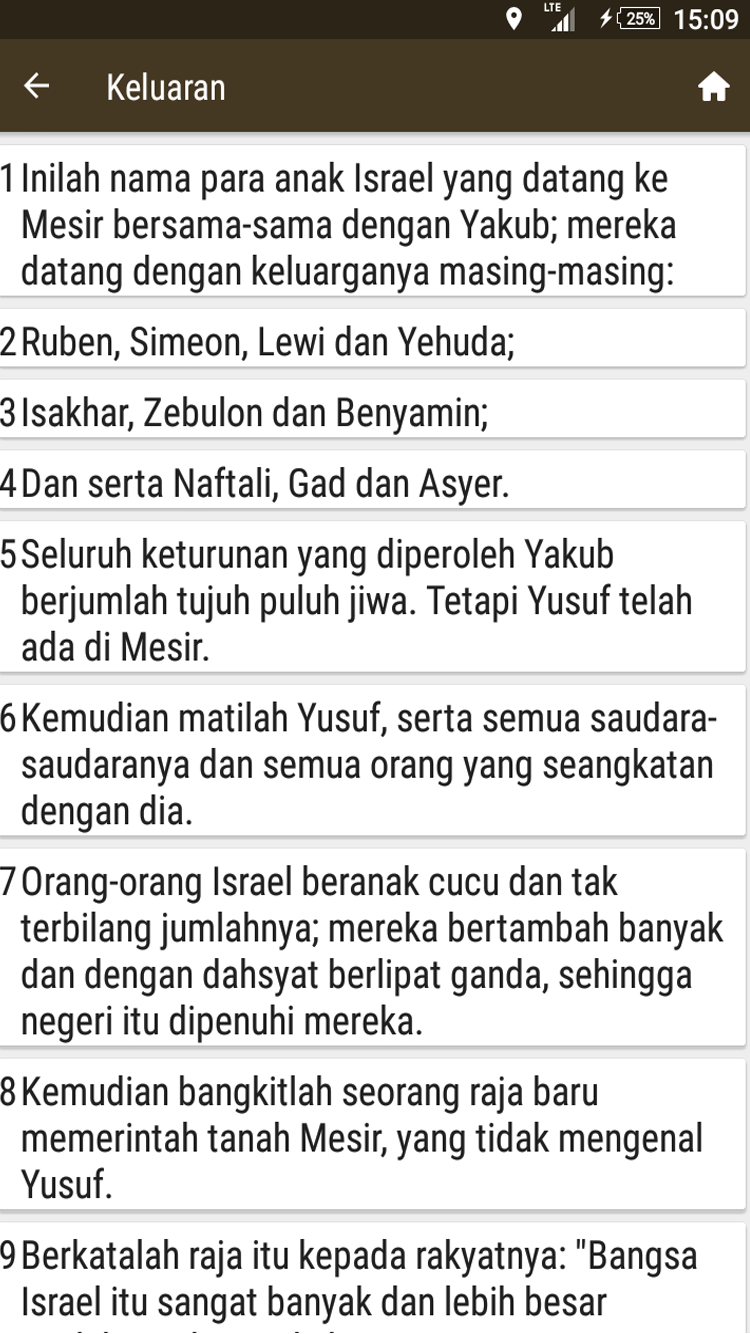 LTE 25% 15:09
Keluaran
1 Inilah nama para anak Israel yang datang ke
Mesir bersama-sama dengan Yakub; mereka
datang dengan keluarganya masing-masing:
2 Ruben, Simeon, Lewi dan Yehuda;
3 Isakhar, Zebulon dan Benyamin;
4 Dan serta Naftali, Gad dan Asyer.
5 Seluruh keturunan yang diperoleh Yakub
berjumlah tujuh puluh jiwa. Tetapi Yusuf telah
ada di Mesir.
6 Kemudian matilah Yusuf, serta semua saudara-
saudaranya dan semua orang yang seangkatan
dengan dia.
7 Orang-orang Israel beranak cucu dan tak
terbilang jumlahnya; mereka bertambah banyak
dan dengan dahsyat berlipat ganda, sehingga
negeri itu dipenuhi mereka.
8 Kemudian bangkitlah seorang raja baru
memerintah tanah Mesir, yang tidak mengenal
Yusuf.
9 Berkatalah raja itu kepada rakyatnya: "Bangsa
Israel itu sangat banyak dan lebih besar